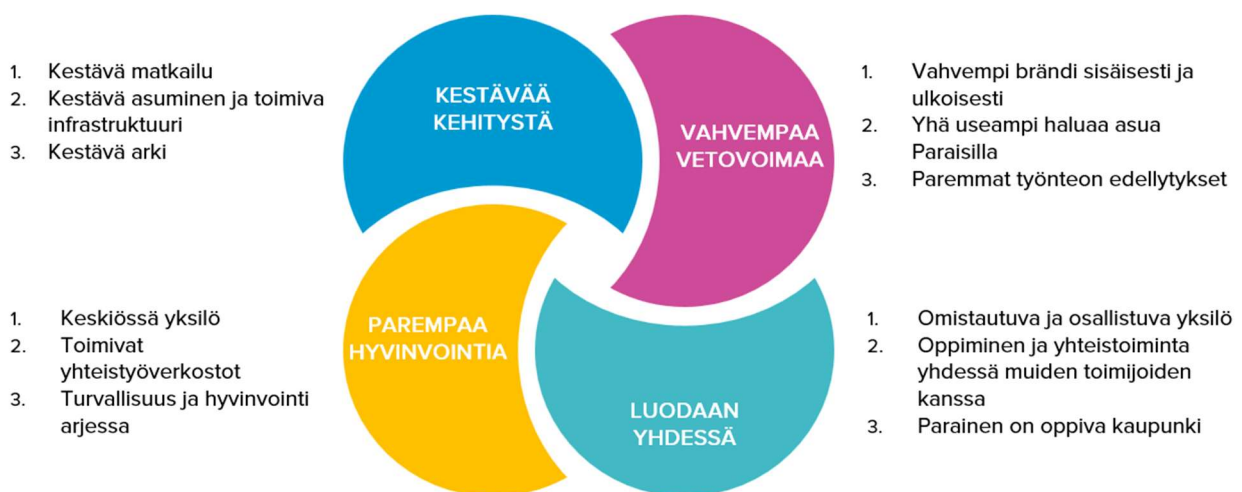 1. Kestävä matkailu
2. Kestävä asuminen ja toimiva
infrastruktuuri
3. Kestävä arki
KESTÄVÄÄ
KEHITYSTÄ
VAHVEMPAA
VETOVOIMAA
1. Vahvempi brändi sisäisesti ja
ulkoisesti
2. Yhä useampi haluaa asua
Paraisilla
3. Paremmat työnteon edellytykset
1. Keskiössä yksilö
2. Toimivat
yhteistyöverkostot
3. Turvallisuus ja hyvinvointi
arjessa
PAREMPAA
HYVINVOINTIA
LUODAAN
YHDESSÄ
1. Omistautuva ja osallistuva yksilö
2. Oppiminen ja yhteistoiminta
yhdessä muiden toimijoiden
kanssa
3. Parainen on oppiva kaupunki